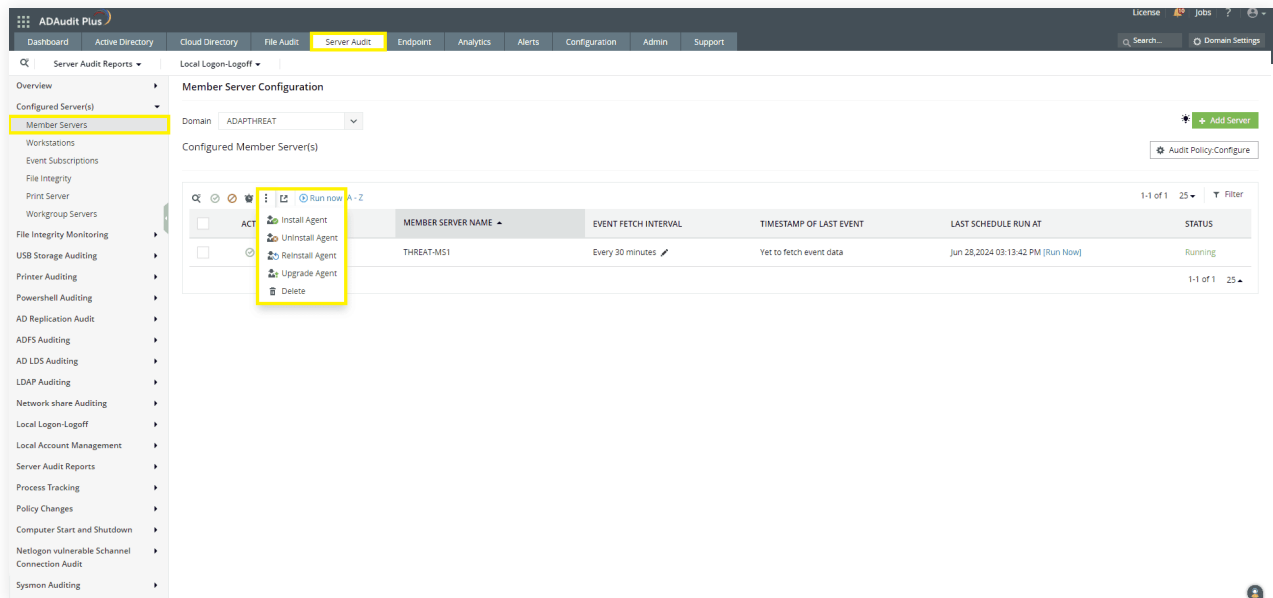 ADAudit Plus
License
Jobs
?
Dashboard
Active Directory
Cloud Directory
File Audit
Server Audit
Endpoint
Analytics
Alerts
Configuration
Admin
Support
Search...
Domain Settings
Server Audit Reports
Local Logon-Logoff
Overview
Configured Server(s)
Member Servers
Workstations
Event Subscriptions
File Integrity
Print Server
Workgroup Servers
File Integrity Monitoring
USB Storage Auditing
Printer Auditing
Powershell Auditing
AD Replication Audit
ADFS Auditing
AD LDS Auditing
LDAP Auditing
Network share Auditing
Local Logon-Logoff
Local Account Management
Server Audit Reports
Process Tracking
Policy Changes
Computer Start and Shutdown
Netlogon vulnerable Schannel
Connection Audit
Sysmon Auditing
Member Server Configuration
Domain ADAPTHREAT
+ Add Server
Configured Member Server(s)
Audit Policy:Configure
Run now A - Z
1-1 of 1 25
Filter
ACT
MEMBER SERVER NAME
EVENT FETCH INTERVAL
TIMESTAMP OF LAST EVENT
LAST SCHEDULE RUN AT
STATUS
THREAT-MS1
Every 30 minutes
Yet to fetch event data
Jun 28,2024 03:13:42 PM [Run Now]
Running
Install Agent
UnInstall Agent
ReInstall Agent
Upgrade Agent
Delete
1-1 of 1 25